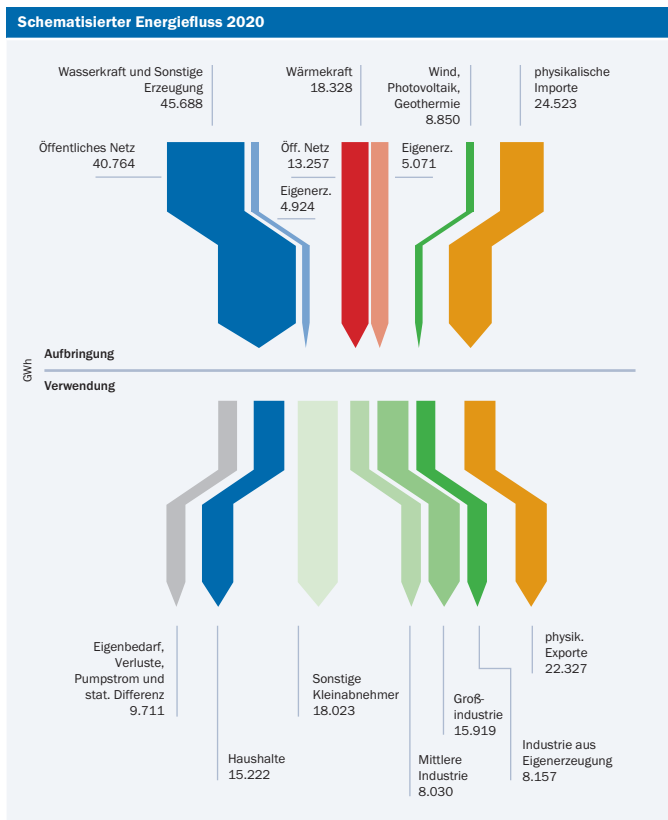 Schematisierter Energiefluss 2020
Wasserkraft und Sonstige
Erzeugung
45.688
Wärmekraft
18.328
Wind,
Photovoltaik,
Geothermie
8.850
physikalische
Importe
24.523
Öffentliches Netz
40.764
Öff. Netz
13.257
Eigenerz.
4.924
Eigenerz.
5.071
Aufbringung
GWh
Verwendung
Eigenbedarf,
Verluste,
Pumpstrom und
stat. Differenz
9.711
Haushalte
15.222
Sonstige
Kleinabnehmer
18.023
Mittlere
Industrie
8.030
Groß-
industrie
15.919
Industrie aus
Eigenerzeugung
8.157
physik.
Exporte
22.327